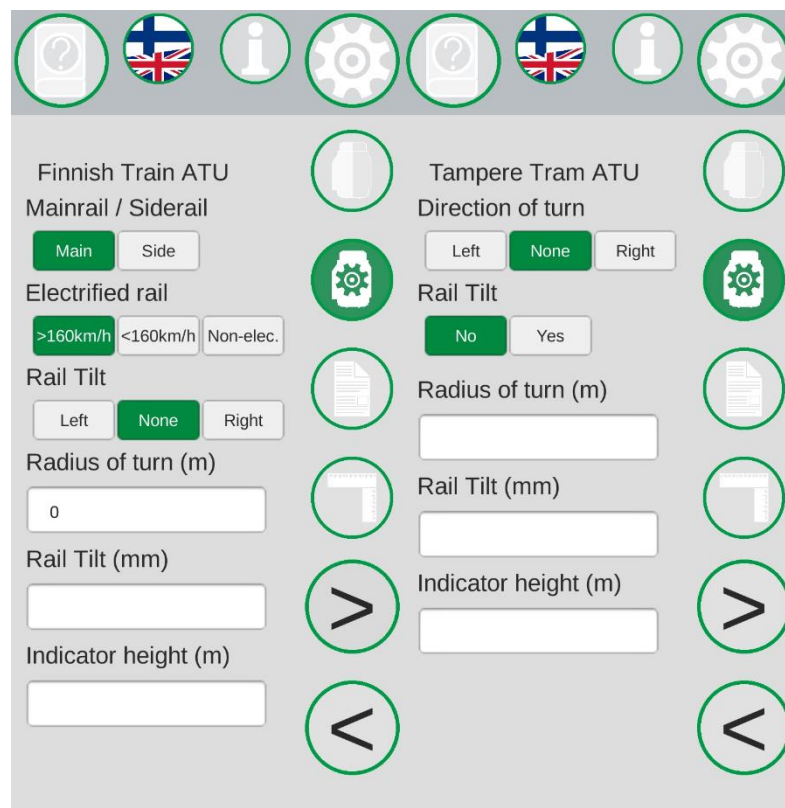 Finnish Train ATU
Mainrail / Siderail
Main Side
Electrified rail
>160km/h <160km/h Non-elec.
Rail Tilt
Left None Right
Radius of turn (m)
0
Rail Tilt (mm)
Indicator height (m)
?
i
>
<
Tampere Tram ATU
Direction of turn
Left None Right
Rail Tilt
No Yes
Radius of turn (m)
Rail Tilt (mm)
Indicator height (m)
?
i
>
<